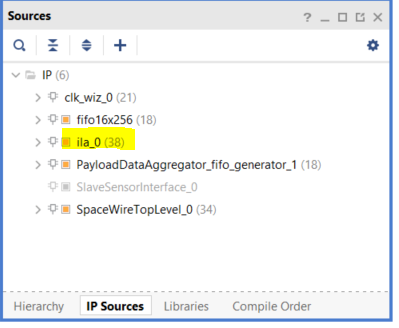 Sources
IP (6)
clk_wiz_0 (21)
fifo16x256 (18)
ila_0 (38)
PayloadDataAggregator_fifo_generator_1 (18)
SlaveSensorInterface_0
SpaceWireTopLevel_0 (34)
Hierarchy IP Sources Libraries Compile Order